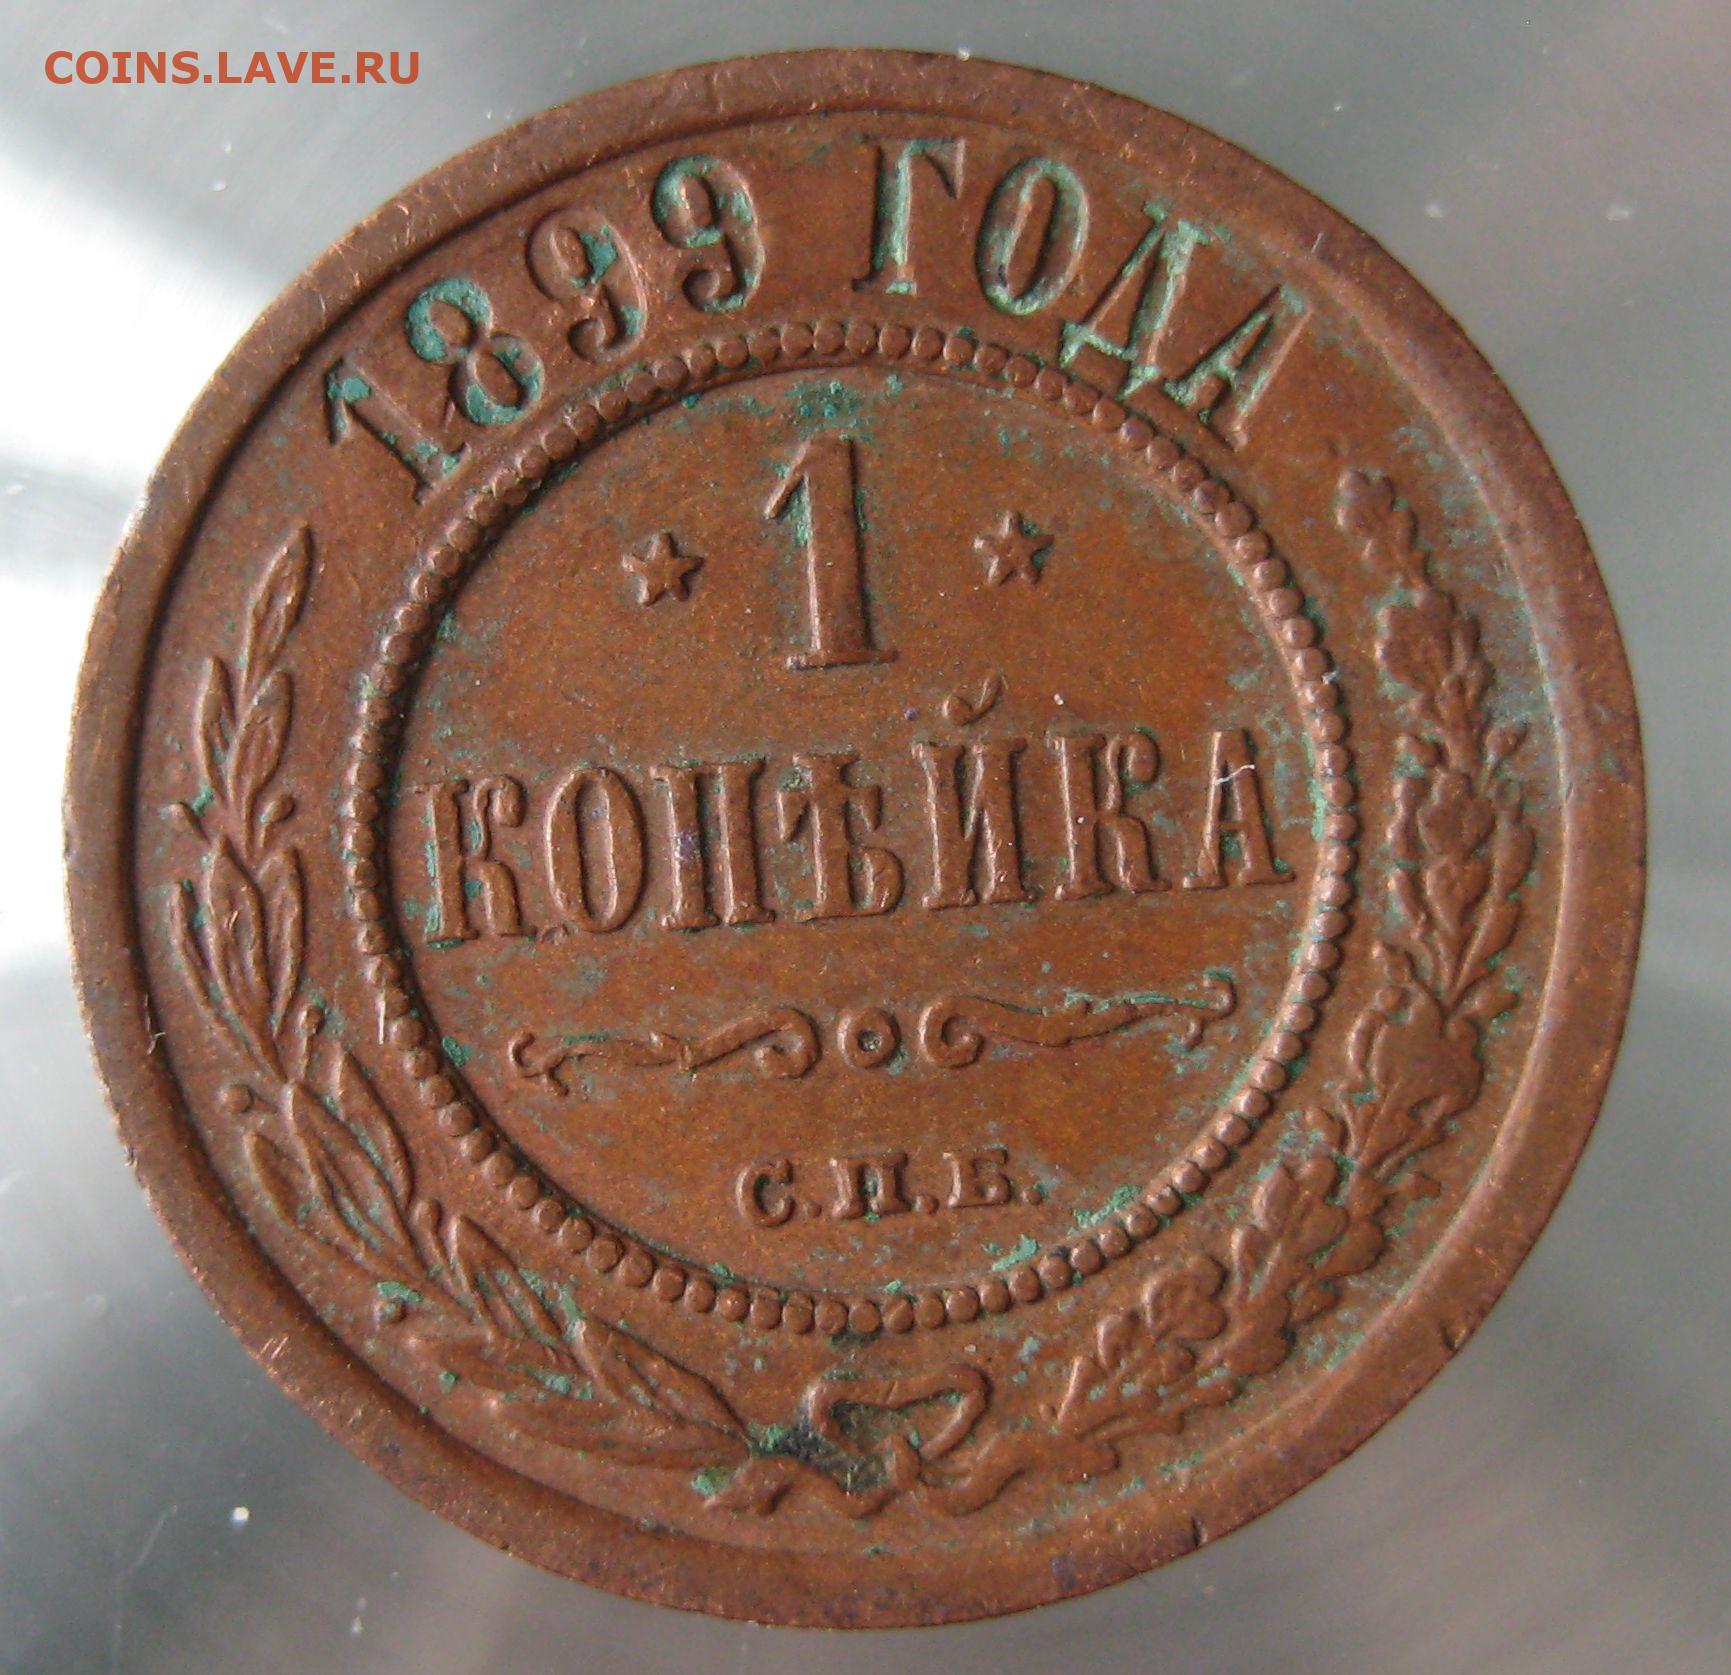 COINS.LAVE.RU
1899 ГОДА
1
КОПѢЙКА
С.П.Б.